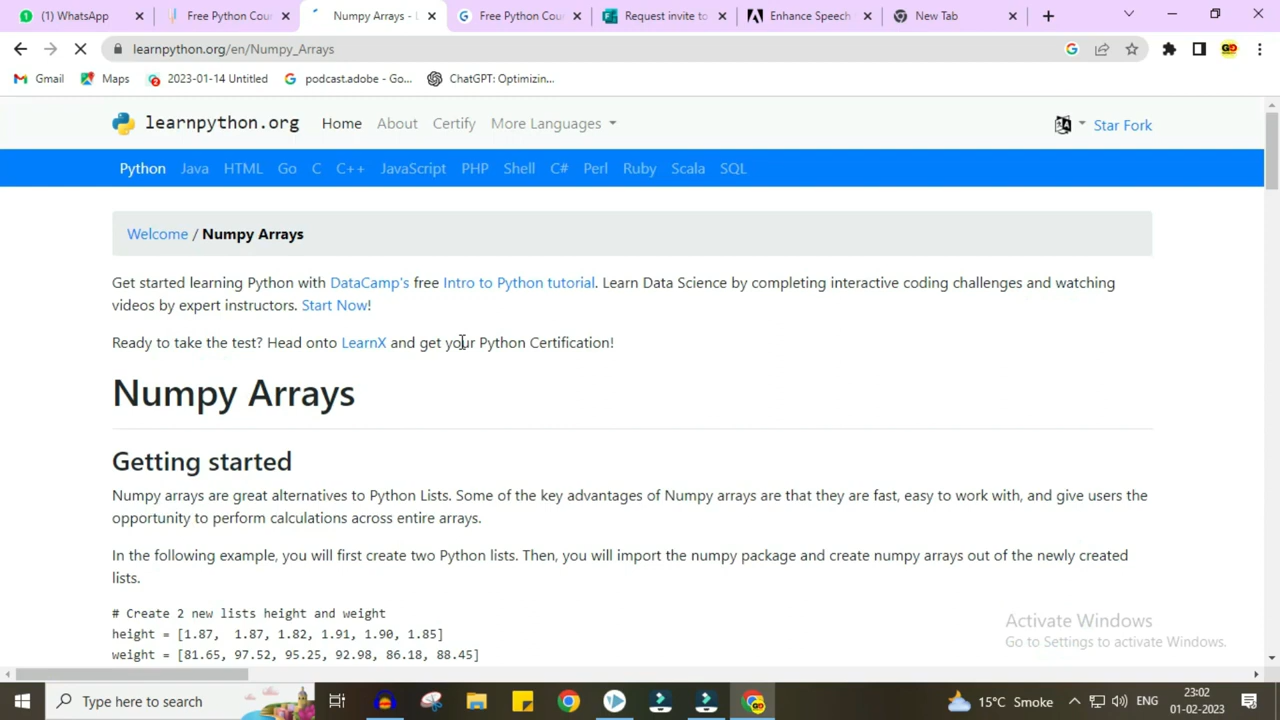 (1) WhatsApp
Free Python Cou
Numpy Arrays - L
Free Python Cou
Request invite to
Enhance Speech
New Tab
learnpython.org/en/Numpy_Arrays
Gmail
Maps
2023-01-14 Untitled
podcast.adobe - Go...
ChatGPT: Optimizin...
learnpython.org
Home
About
Certify
More Languages
Star Fork
Python Java HTML Go C C++ JavaScript PHP Shell C# Perl Ruby Scala SQL
Welcome / Numpy Arrays
Get started learning Python with DataCamp's free Intro to Python tutorial. Learn Data Science by completing interactive coding challenges and watching
videos by expert instructors. Start Now!
Ready to take the test? Head onto LearnX and get your Python Certification!
Numpy Arrays
Getting started
Numpy arrays are great alternatives to Python Lists. Some of the key advantages of Numpy arrays are that they are fast, easy to work with, and give users the
opportunity to perform calculations across entire arrays.
In the following example, you will first create two Python lists. Then, you will import the numpy package and create numpy arrays out of the newly created
lists.
# Create 2 new lists height and weight
height = [1.87,  1.87, 1.82, 1.91, 1.90, 1.85]
weight = [81.65, 97.52, 95.25, 92.98, 86.18, 88.45]
Activate Windows
Go to Settings to activate Windows.
Type here to search
15°C Smoke
ENG
23:02
01-02-2023